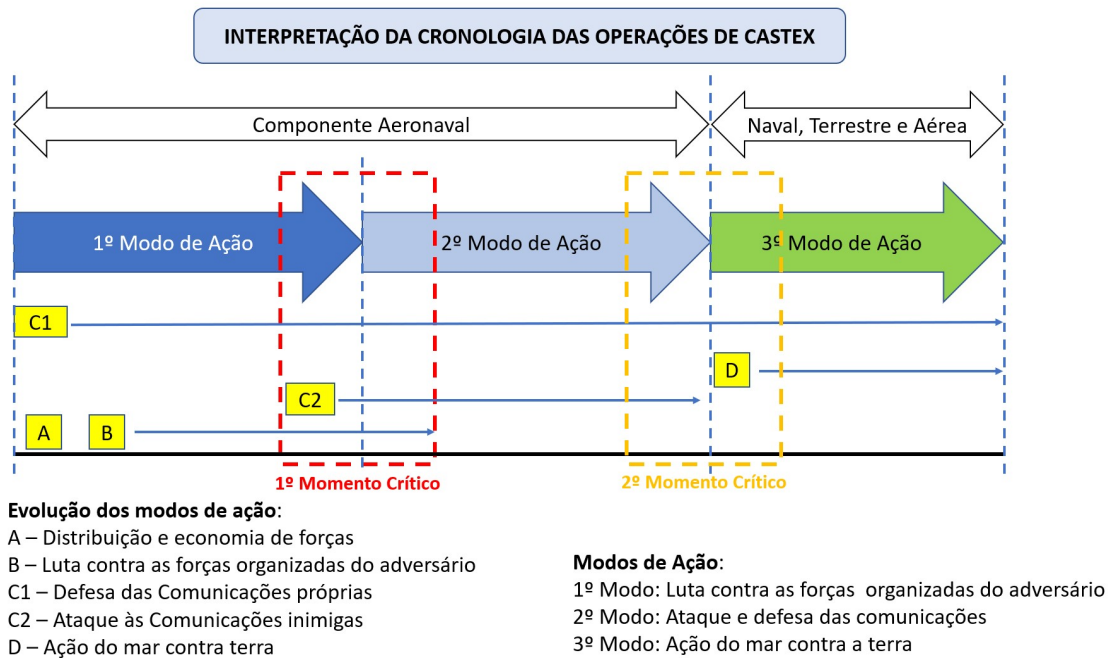 INTERPRETAÇÃO DA CRONOLOGIA DAS OPERAÇÕES DE CASTEX
Componente Aeronaval
Naval, Terrestre e Aérea
1º Modo de Ação
2º Modo de Ação
3º Modo de Ação
C1
D
C2
A
B
1º Momento Crítico
2º Momento Crítico
Evolução dos modos de ação:
A – Distribuição e economia de forças
B – Luta contra as forças organizadas do adversário
C1 – Defesa das Comunicações próprias
C2 – Ataque às Comunicações inimigas
D – Ação do mar contra terra
Modos de Ação:
1º Modo: Luta contra as forças organizadas do adversário
2º Modo: Ataque e defesa das comunicações
3º Modo: Ação do mar contra a terra